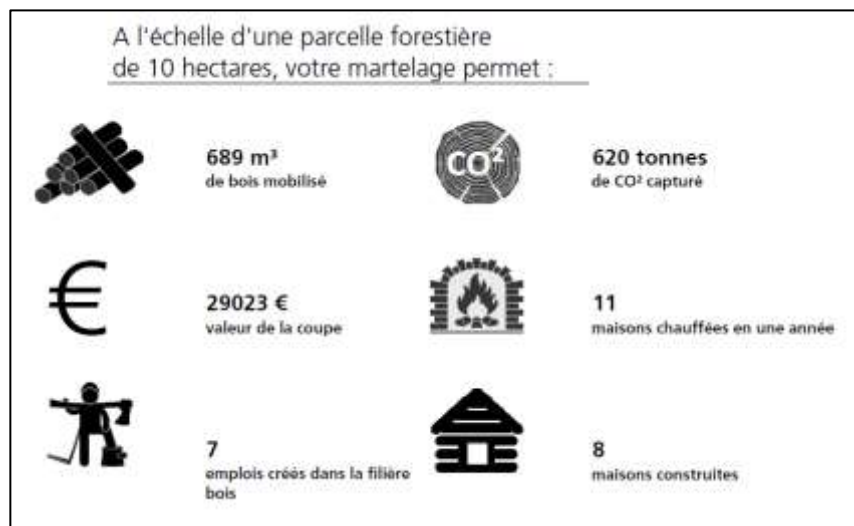 A l'échelle d'une parcelle forestière
de 10 hectares, votre martelage permet :
689 m³
de bois mobilisé
CO²
620 tonnes
de CO² capturé
€
29023 €
valeur de la coupe
11
maisons chauffées en une année
7
emplois créés dans la filière
bois
8
maisons construites